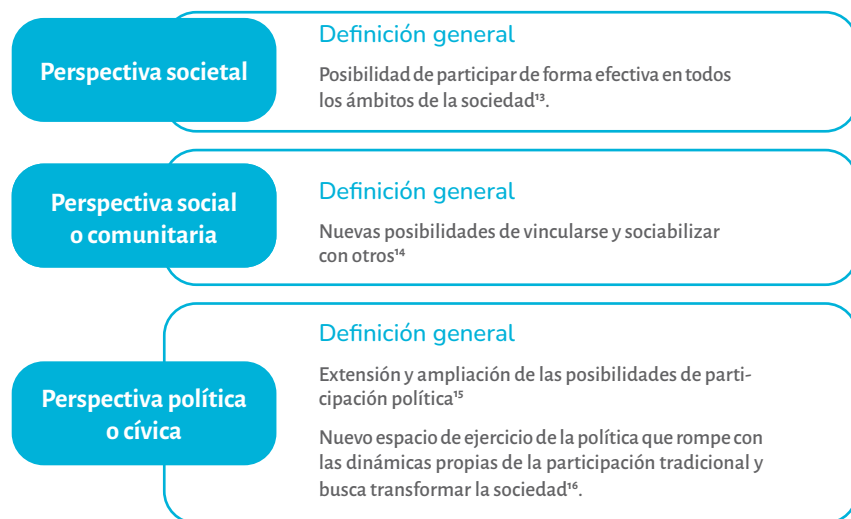 Perspectiva societal
Definición general
Posibilidad de participar de forma efectiva en todos
los ámbitos de la sociedad¹³.
Perspectiva social
o comunitaria
Definición general
Nuevas posibilidades de vincularse y sociabilizar
con otros¹⁴
Perspectiva política
o cívica
Definición general
Extensión y ampliación de las posibilidades de parti-
cipación política¹⁵
Nuevo espacio de ejercicio de la política que rompe con
las dinámicas propias de la participación tradicional y
busca transformar la sociedad¹⁶.